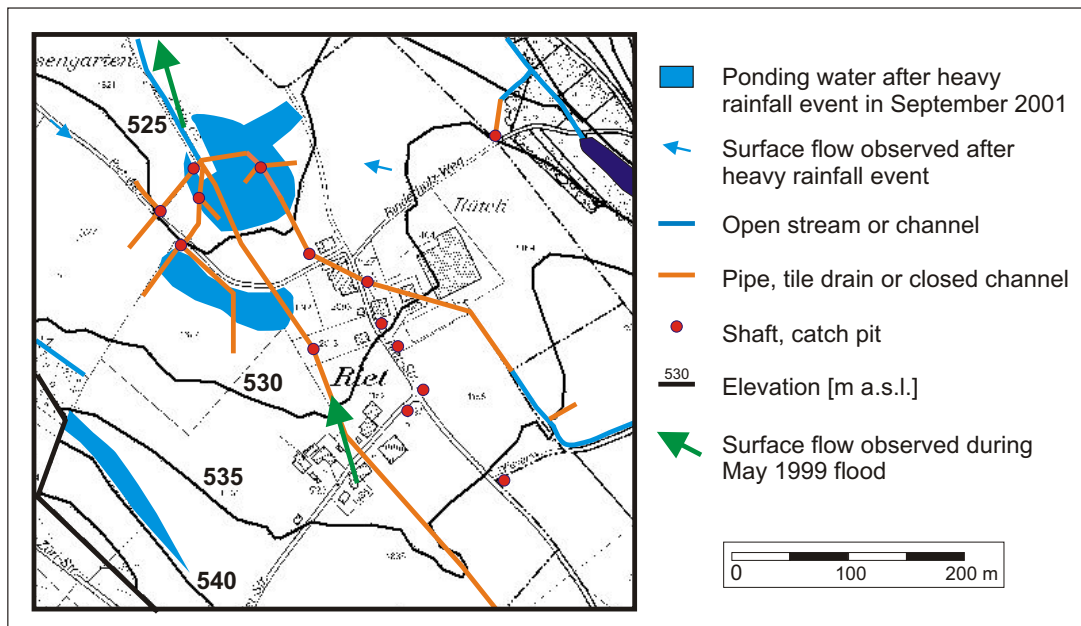 sengarten
525
Rütili
530
Riet
535
540
Ponding water after heavy
rainfall event in September 2001
Surface flow observed after
heavy rainfall event
Open stream or channel
Pipe, tile drain or closed channel
Shaft, catch pit
530
Elevation [m a.s.l.]
Surface flow observed during
May 1999 flood
0 100 200 m